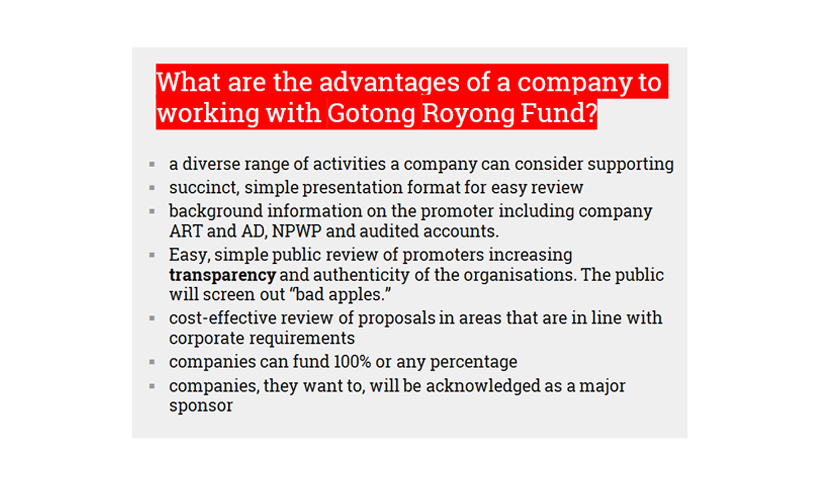 What are the advantages of a company to
working with Gotong Royong Fund?
a diverse range of activities a company can consider supporting
succinct, simple presentation format for easy review
background information on the promoter including company
ART and AD, NPWP and audited accounts.
Easy, simple public review of promoters increasing
transparency and authenticity of the organisations. The public
will screen out “bad apples.”
cost-effective review of proposals in areas that are in line with
corporate requirements
companies can fund 100% or any percentage
companies, they want to, will be acknowledged as a major
sponsor